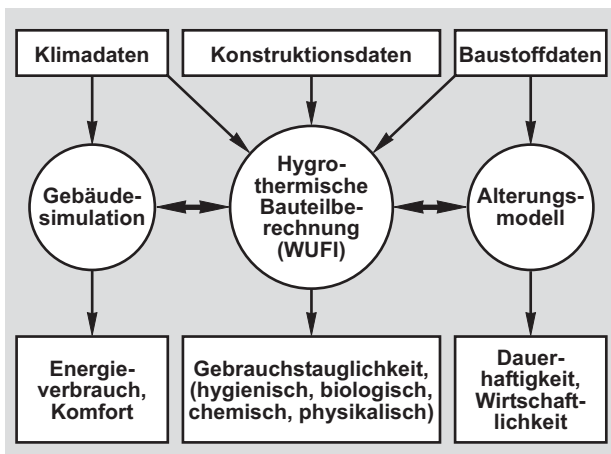 Klimadaten
Konstruktionsdaten
Baustoffdaten
Gebäude-
simulation
Hygro-
thermische
Bauteilbe-
rechnung
(WUFI)
Alterungs-
modell
Energie-
verbrauch,
Komfort
Gebrauchstauglichkeit,
(hygienisch, biologisch,
chemisch, physikalisch)
Dauer-
haftigkeit,
Wirtschaft-
lichkeit